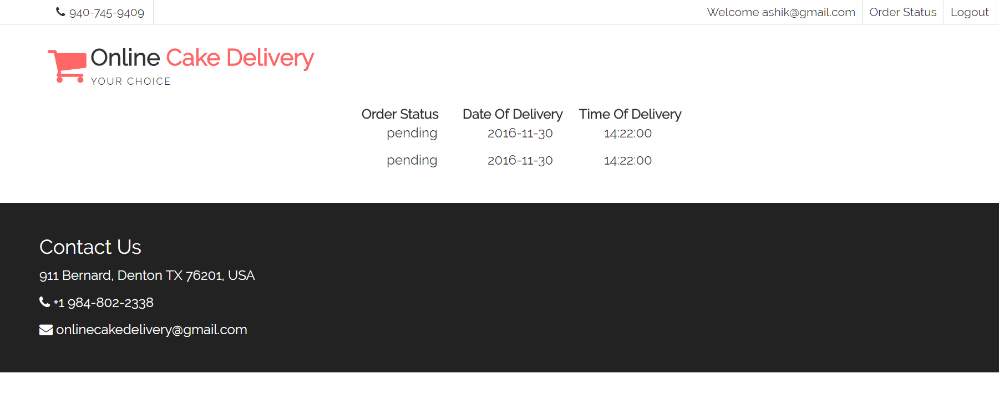 940-745-9409 Welcome ashik@gmail.com Order Status Logout
Online Cake Delivery
YOUR CHOICE
Order Status Date Of Delivery Time Of Delivery
pending 2016-11-30 14:22:00
pending 2016-11-30 14:22:00
Contact Us
911 Bernard, Denton TX 76201, USA
+1 984-802-2338
onlinecakedelivery@gmail.com